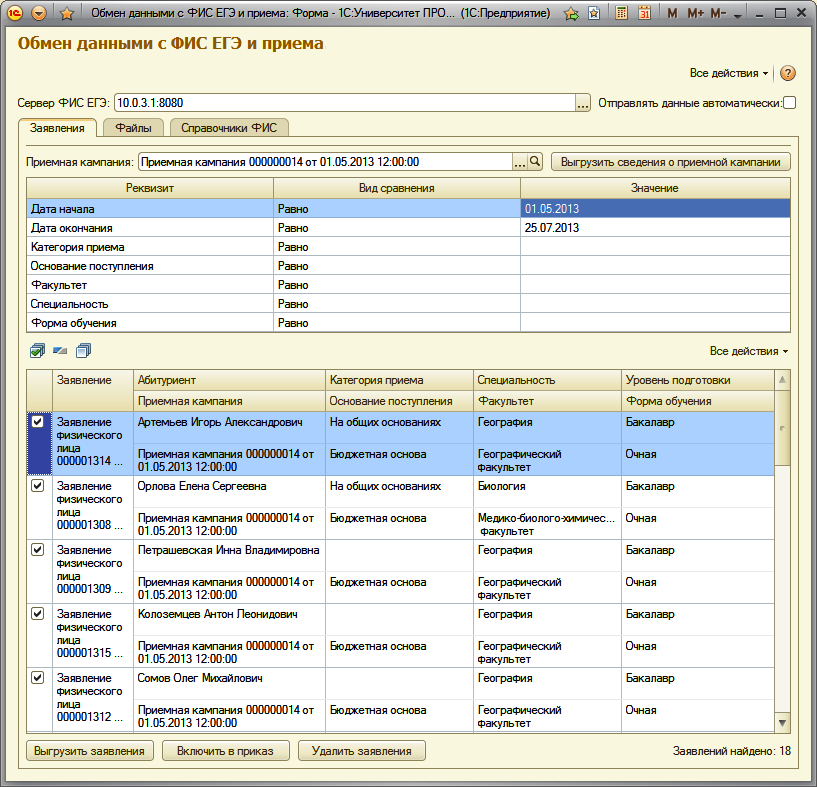 Обмен данными с ФИС ЕГЭ и приема: Форма - 1С:Университет ПРО... (1С:Предприятие) M M+ M-
Обмен данными с ФИС ЕГЭ и приема
Все действия
Сервер ФИС ЕГЭ: 10.0.3.1:8080 ... Отправлять данные автоматически:
Заявления Файлы Справочники ФИС
Приемная кампания: Приемная кампания 000000014 от 01.05.2013 12:00:00 ... Выгрузить сведения о приемной кампании
Реквизит Вид сравнения Значение
Дата начала Равно 01.05.2013
Дата окончания Равно 25.07.2013
Категория приема Равно
Основание поступления Равно
Факультет Равно
Специальность Равно
Форма обучения Равно
Все действия
Заявление Абитуриент Категория приема Специальность Уровень подготовки
Приемная кампания Основание поступления Факультет Форма обучения
Заявление Артемьев Игорь Александрович На общих основаниях География Бакалавр
физического
лица Приемная кампания 000000014 от Бюджетная основа Географический Очная
000001314 ... 01.05.2013 12:00:00 факультет
Заявление Орлова Елена Сергеевна На общих основаниях Биология Бакалавр
физического
лица Приемная кампания 000000014 от Бюджетная основа Медико-биолого-химичес... Очная
000001308 ... 01.05.2013 12:00:00 факультет
Заявление Петрашевская Инна Владимировна География Бакалавр
физического
лица Приемная кампания 000000014 от Бюджетная основа Географический Очная
000001309 ... 01.05.2013 12:00:00 факультет
Заявление Колоземцев Антон Леонидович География Бакалавр
физического
лица Приемная кампания 000000014 от Бюджетная основа Географический Очная
000001315 ... 01.05.2013 12:00:00 факультет
Заявление Сомов Олег Михайлович География Бакалавр
физического
лица Приемная кампания 000000014 от Бюджетная основа Географический Очная
000001312 ... 01.05.2013 12:00:00 факультет
Выгрузить заявления Включить в приказ Удалить заявления Заявлений найдено: 18